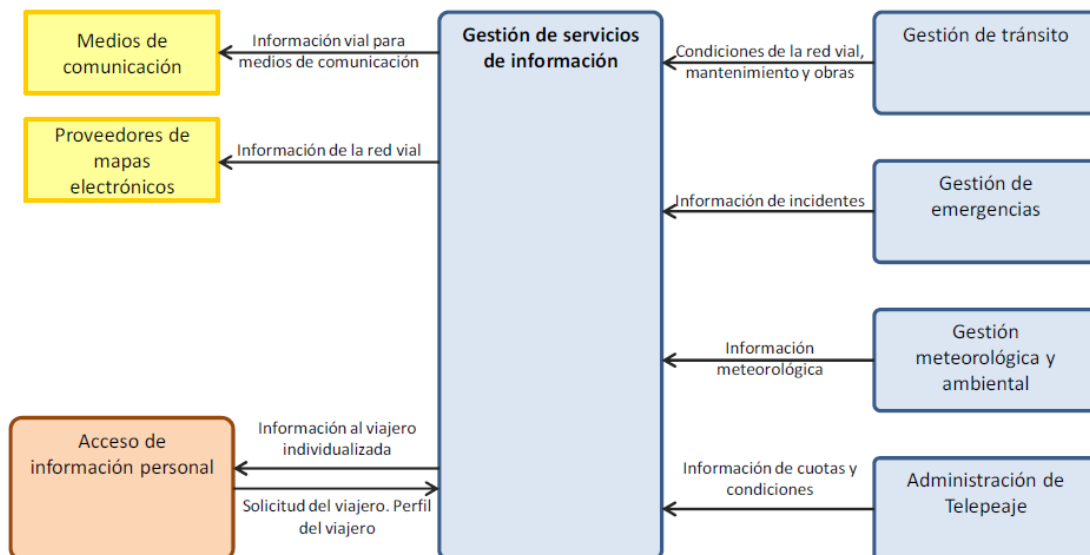 Medios de
comunicación
Información vial para
medios de comunicación
Gestión de servicios
de información
Condiciones de la red vial,
mantenimiento y obras
Gestión de tránsito
Proveedores de
mapas
electrónicos
Información de la red vial
Información de incidentes
Gestión de
emergencias
Información
meteorológica
Gestión
meteorológica y
ambiental
Acceso de
información personal
Información al viajero
individualizada
Solicitud del viajero. Perfil
del viajero
Información de cuotas y
condiciones
Administración de
Telepeaje